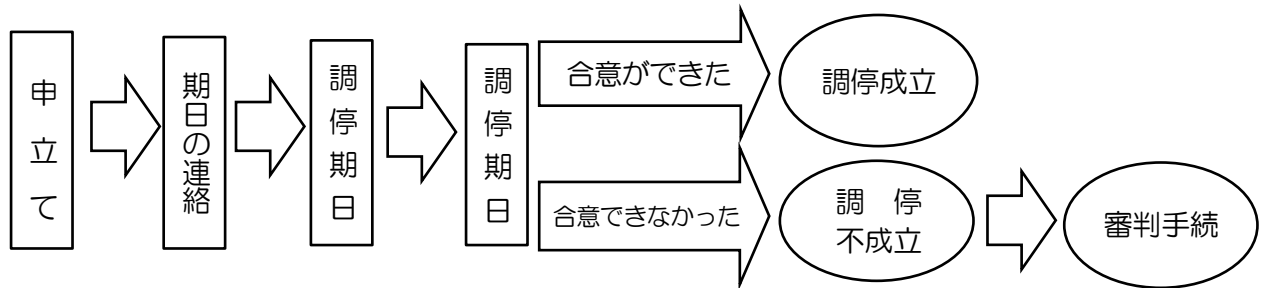 申立て
期日の連絡
調停期日
調停期日
合意ができた
調停成立
合意できなかった
調　停
不成立
審判手続